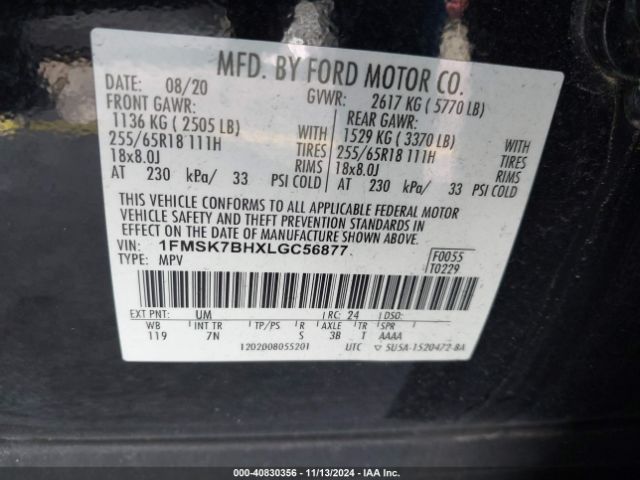 MFD. BY FORD MOTOR CO.
DATE: 08/20 GVWR: 2617 KG (5770 LB)
FRONT GAWR: REAR GAWR:
1136 KG (2505 LB) WITH 1529 KG (3370 LB) WITH
255/65R18 111H TIRES 255/65R18 111H TIRES
18x8.0J RIMS 18x8.0J RIMS
AT 230 kPa/ 33 PSI COLD AT 230 kPa/ 33 PSI COLD
THIS VEHICLE CONFORMS TO ALL APPLICABLE FEDERAL MOTOR
VEHICLE SAFETY AND THEFT PREVENTION STANDARDS IN
EFFECT ON THE DATE OF MANUFACTURE SHOWN ABOVE.
VIN: 1FMSK7BHXLGC56877
TYPE: MPV
F0055
T0229
EXT PNT: UM RC: 24 DSO:
WB INT TR TP/PS R AXLE TR SPR
119 7N S 3B T AAAA
1202008055201 UTC ▽ 5U5A-1520472-BA
000-40830356 — 11/13/2024 — IAA Inc.